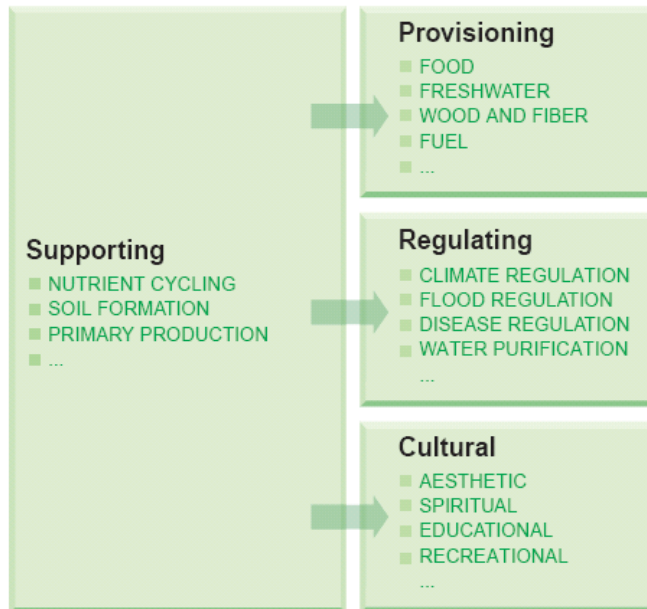 Supporting
NUTRIENT CYCLING
SOIL FORMATION
PRIMARY PRODUCTION
...
Provisioning
FOOD
FRESHWATER
WOOD AND FIBER
FUEL
...
Regulating
CLIMATE REGULATION
FLOOD REGULATION
DISEASE REGULATION
WATER PURIFICATION
...
Cultural
AESTHETIC
SPIRITUAL
EDUCATIONAL
RECREATIONAL
...